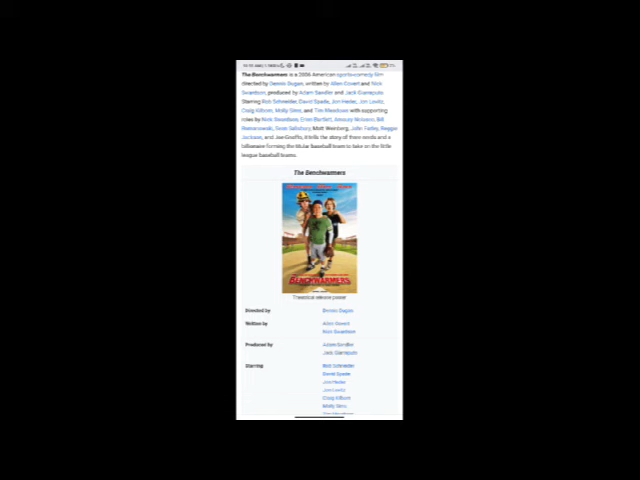 The Benchwarmers is a 2006 American sports-comedy film
directed by Dennis Dugan, written by Allen Covert and Nick
Swardson, produced by Adam Sandler and Jack Giarraputo.
Starring Rob Schneider, David Spade, Jon Heder, Jon Lovitz,
Craig Kilborn, Molly Sims, and Tim Meadows with supporting
roles by Nick Swardson, Erinn Bartlett, Amaury Nolasco, Bill
Romanowski, Sean Salisbury, Matt Weinberg, John Farley, Reggie
Jackson, and Joe Gnoffo, it tells the story of three nerds and a
billionaire forming the titular baseball team to take on the little
league baseball teams.
The Benchwarmers
BENCHWARMERS
Theatrical release poster
Directed by
Dennis Dugan
Written by
Allen Covert
Nick Swardson
Produced by
Adam Sandler
Jack Giarraputo
Starring
Rob Schneider
David Spade
Jon Heder
Jon Lovitz
Craig Kilborn
Molly Sims